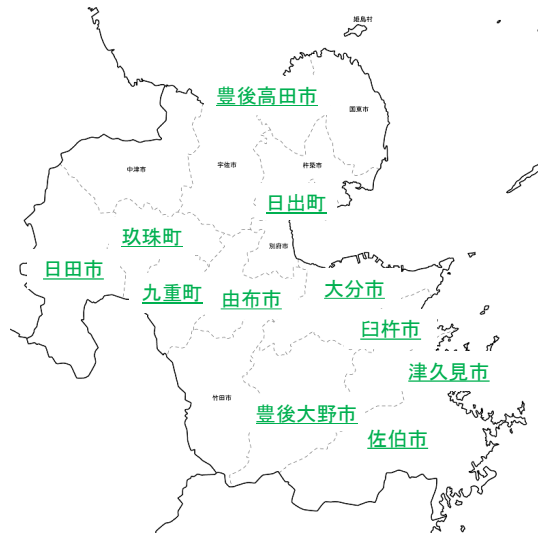 姫島村
豊後高田市
国東市
中津市
宇佐市
杵築市
日出町
玖珠町
別府市
日田市
九重町
由布市
大分市
臼杵市
津久見市
竹田市
豊後大野市
佐伯市